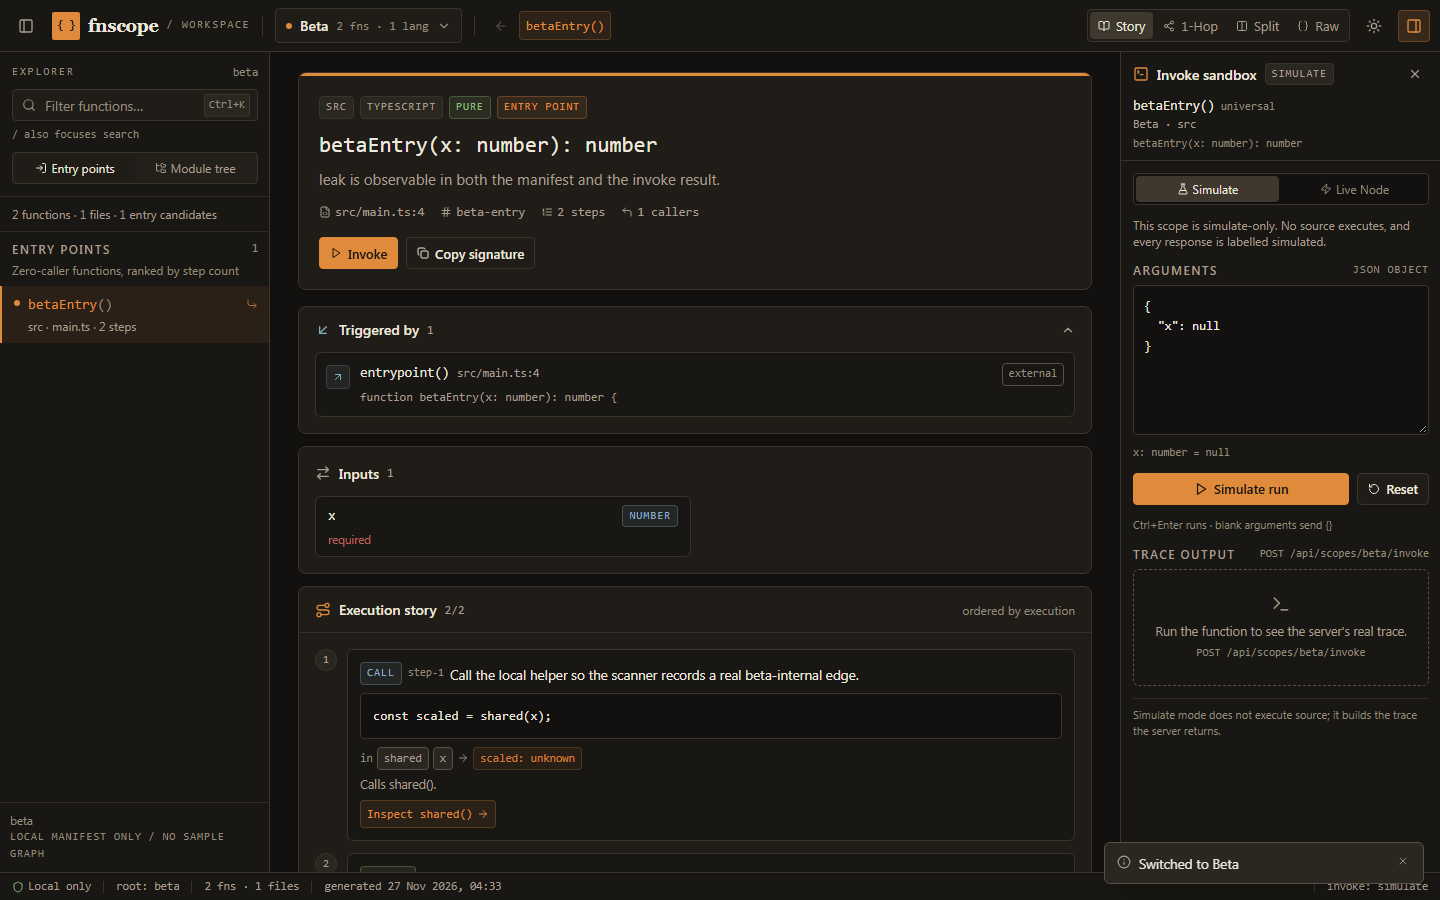 { } fnscope / WORKSPACE
Beta 2 fns · 1 lang
betaEntry()
Story 1-Hop Split Raw
EXPLORER beta
Filter functions... Ctrl+K
/ also focuses search
Entry points Module tree
2 functions · 1 files · 1 entry candidates
ENTRY POINTS 1
Zero-caller functions, ranked by step count
betaEntry()
src · main.ts · 2 steps
beta
LOCAL MANIFEST ONLY / NO SAMPLE
GRAPH
SRC TYPESCRIPT PURE ENTRY POINT
betaEntry(x: number): number
leak is observable in both the manifest and the invoke result.
src/main.ts:4 # beta-entry 2 steps 1 callers
Invoke Copy signature
Triggered by 1
entrypoint() src/main.ts:4 external
function betaEntry(x: number): number {
Inputs 1
x NUMBER
required
Execution story 2/2 ordered by execution
1
CALL step-1 Call the local helper so the scanner records a real beta-internal edge.
const scaled = shared(x);
in shared x → scaled: unknown
Calls shared().
Inspect shared() →
2
Invoke sandbox SIMULATE
betaEntry() universal
Beta · src
betaEntry(x: number): number
Simulate Live Node
This scope is simulate-only. No source executes, and
every response is labelled simulated.
ARGUMENTS JSON OBJECT
{
"x": null
}
x: number = null
Simulate run Reset
Ctrl+Enter runs · blank arguments send {}
TRACE OUTPUT POST /api/scopes/beta/invoke
Run the function to see the server's real trace.
POST /api/scopes/beta/invoke
Simulate mode does not execute source; it builds the trace
the server returns.
Switched to Beta
Local only root: beta 2 fns · 1 files generated 27 Nov 2026, 04:33 invoke: simulate